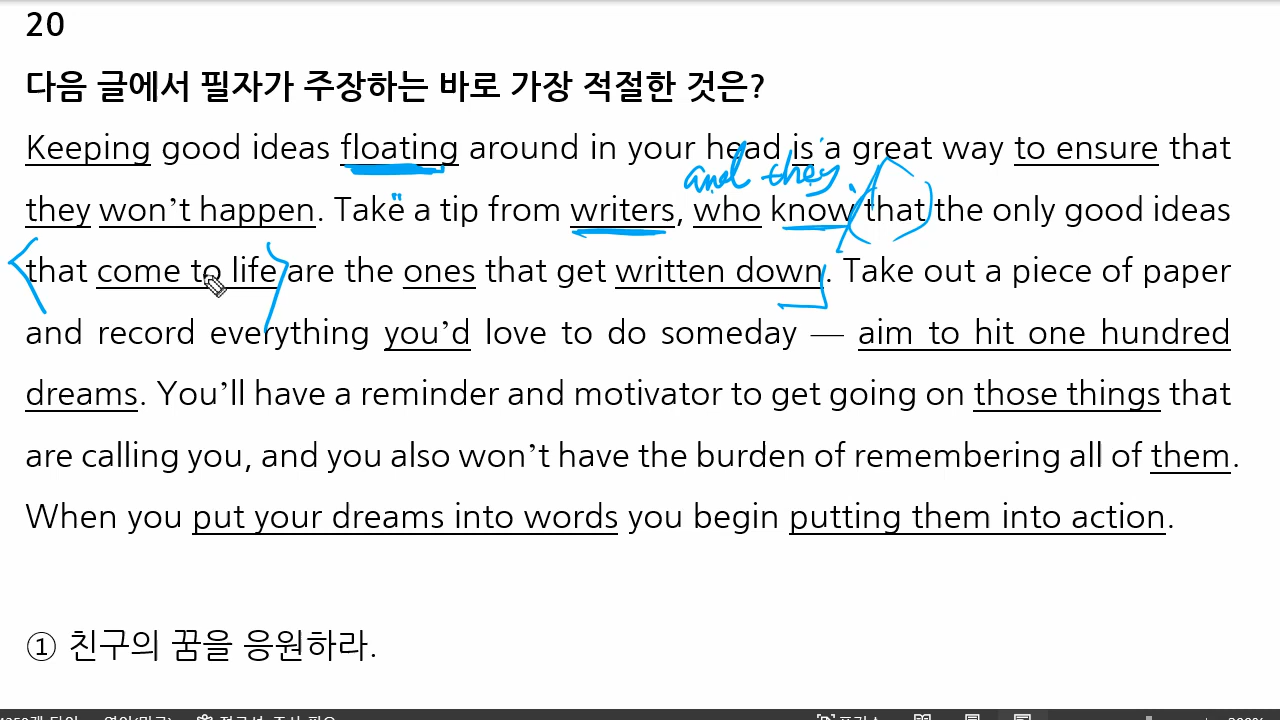 20
다음 글에서 필자가 주장하는 바로 가장 적절한 것은?
Keeping good ideas floating around in your head is a great way to ensure that
and they
they won't happen. Take a tip from writers, who know that the only good ideas
that come to life are the ones that get written down. Take out a piece of paper
and record everything you'd love to do someday — aim to hit one hundred
dreams. You'll have a reminder and motivator to get going on those things that
are calling you, and you also won't have the burden of remembering all of them.
When you put your dreams into words you begin putting them into action.
① 친구의 꿈을 응원하라.